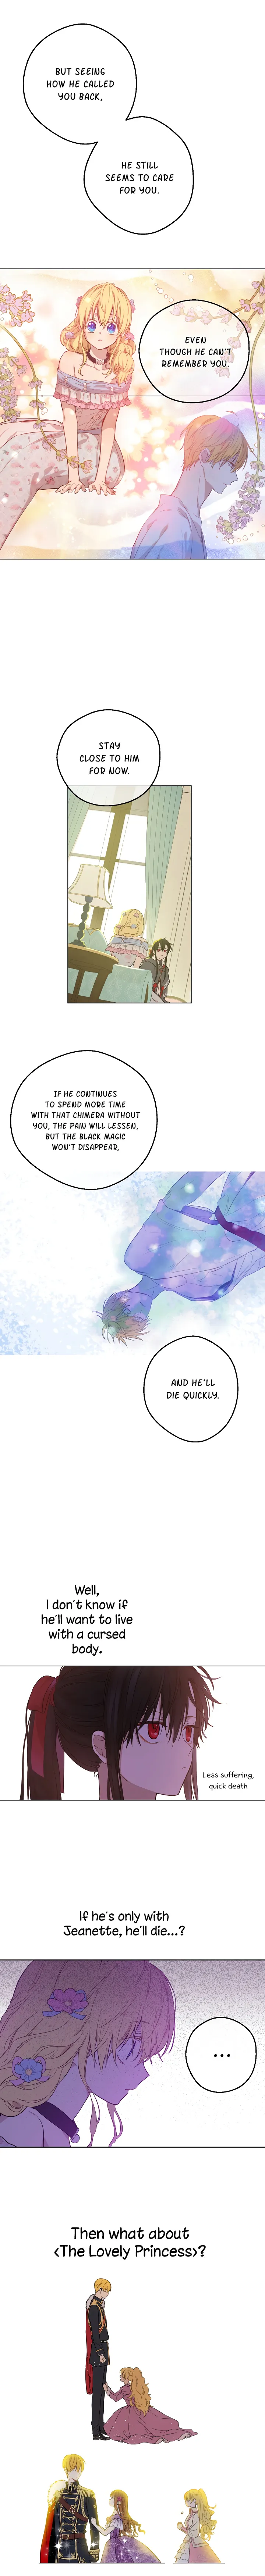 BUT SEEING
HOW HE CALLED
YOU BACK,
HE STILL
SEEMS TO CARE
FOR YOU.
EVEN
THOUGH HE CAN'T
REMEMBER YOU.
STAY
CLOSE TO HIM
FOR NOW.
IF HE CONTINUES
TO SPEND MORE TIME
WITH THAT CHIMERA WITHOUT
YOU, THE PAIN WILL LESSEN,
BUT THE BLACK MAGIC
WON'T DISAPPEAR,
AND HE'LL
DIE QUICKLY.
Well,
I don't know if
he'll want to live
with a cursed
body.
Less suffering,
quick death
If he's only with
Jeanette, he'll die...?
...
Then what about
<The Lovely Princess>?